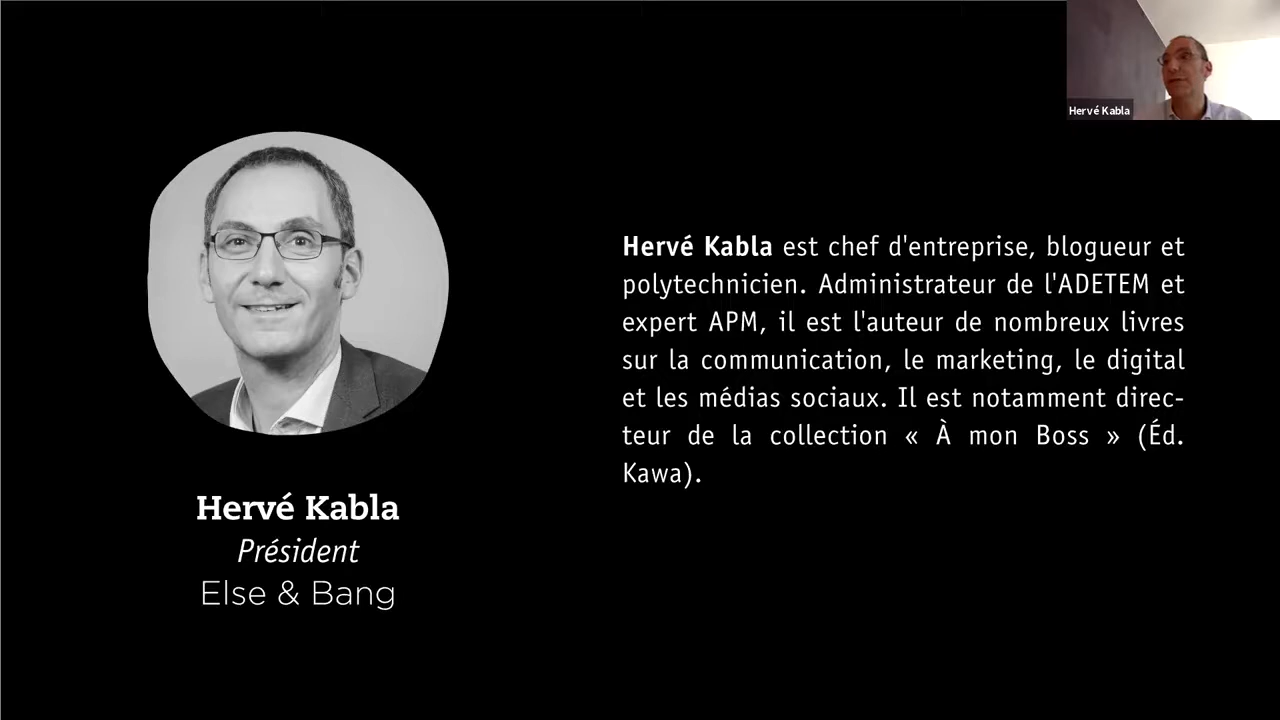 Hervé Kabla
Hervé Kabla est chef d'entreprise, blogueur et
polytechnicien. Administrateur de l'ADETEM et
expert APM, il est l'auteur de nombreux livres
sur la communication, le marketing, le digital
et les médias sociaux. Il est notamment direc-
teur de la collection « À mon Boss » (Éd.
Kawa).
Hervé Kabla
Président
Else & Bang